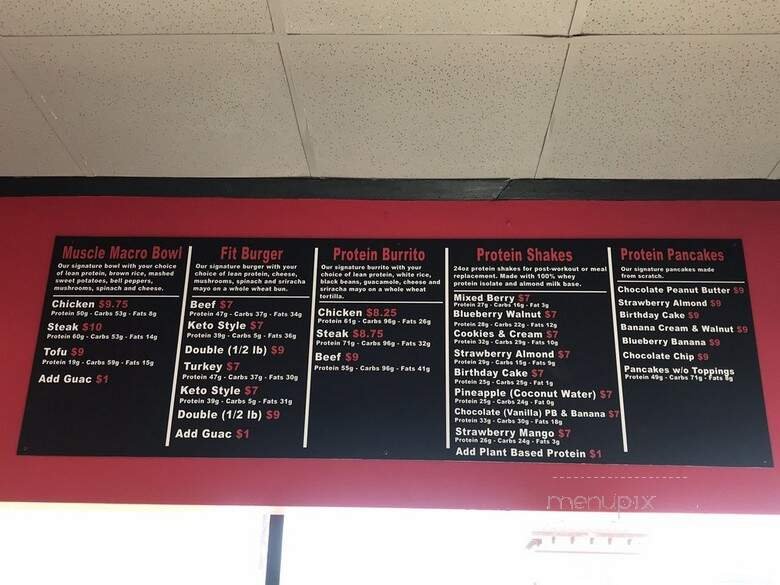 Muscle Macro Bowl
Our signature bowl with your choice
of lean protein, brown rice, mashed
sweet potatoes, bell peppers,
mushrooms, spinach and cheese.
Chicken $9.75
Protein 50g - Carbs 53g - Fats 8g
Steak $10
Protein 60g - Carbs 53g - Fats 14g
Tofu $9
Protein 19g - Carbs 59g - Fats 15g
Add Guac $1
Fit Burger
Our signature burger with your
choice of lean protein, cheese,
mushrooms, spinach and sriracha
mayo on a whole wheat bun.
Beef $7
Protein 47g - Carbs 37g - Fats 34g
Keto Style $7
Protein 39g - Carbs 5g - Fats 36g
Double (1/2 lb) $9
Turkey $7
Protein 47g - Carbs 37g - Fats 30g
Keto Style $7
Protein 39g - Carbs 5g - Fats 31g
Double (1/2 lb) $9
Add Guac $1
Protein Burrito
Our signature burrito with your
choice of lean protein, white rice,
black beans, guacamole, cheese and
sriracha mayo on a whole wheat
tortilla.
Chicken $8.25
Protein 61g - Carbs 96g - Fats 26g
Steak $8.75
Protein 71g - Carbs 96g - Fats 32g
Beef $9
Protein 55g - Carbs 96g - Fats 41g
Protein Shakes
24oz protein shakes for post-workout or meal
replacement. Made with 100% whey
protein isolate and almond milk base.
Mixed Berry $7
Protein 27g - Carbs 16g - Fat 3g
Blueberry Walnut $7
Protein 28g - Carbs 22g - Fats 12g
Cookies & Cream $7
Protein 32g - Carbs 29g - Fats 10g
Strawberry Almond $7
Protein 29g - Carbs 15g - Fats 9g
Birthday Cake $7
Protein 25g - Carbs 25g - Fat 1g
Pineapple (Coconut Water) $7
Protein 25g - Carbs 24g - Fat 0g
Chocolate (Vanilla) PB & Banana $7
Protein 33g - Carbs 30g - Fats 18g
Strawberry Mango $7
Protein 26g - Carbs 24g - Fats 3g
Add Plant Based Protein $1
Protein Pancakes
Our signature pancakes made
from scratch.
Chocolate Peanut Butter $9
Strawberry Almond $9
Birthday Cake $9
Banana Cream & Walnut $9
Blueberry Banana $9
Chocolate Chip $9
Pancakes w/o Toppings
Protein 49g - Carbs 71g - Fats 8g
menupix